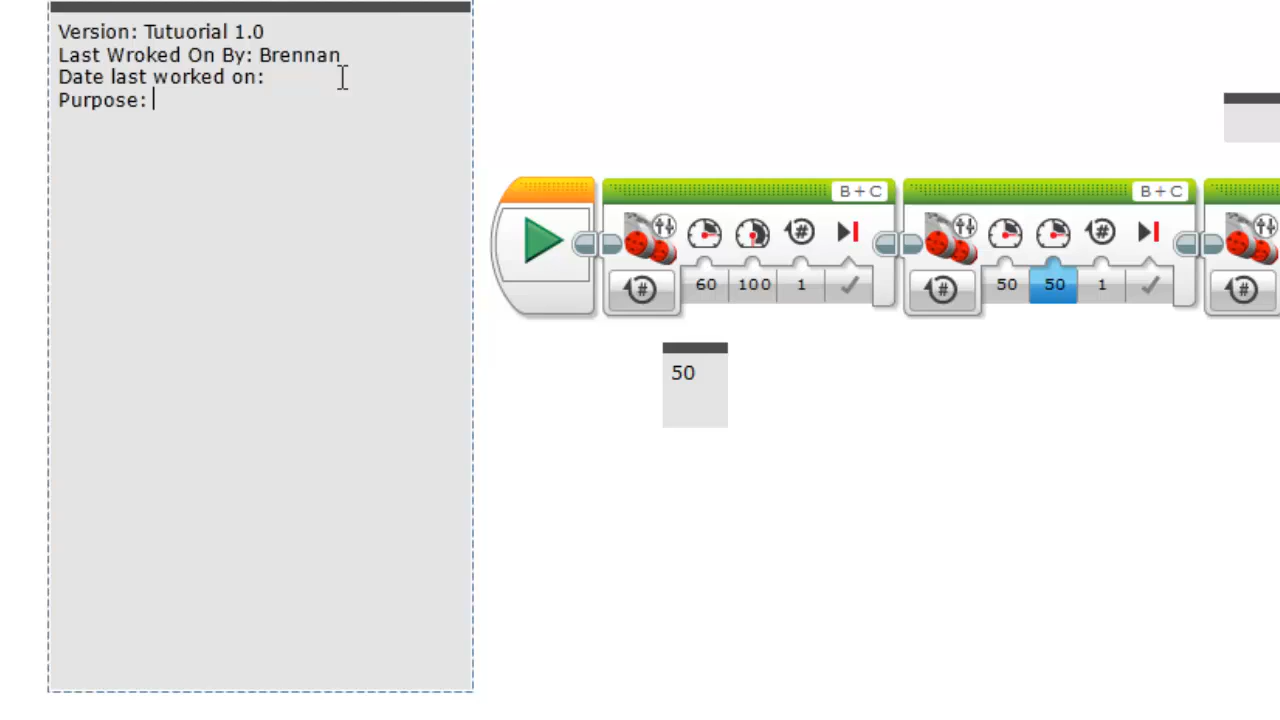 Version: Tutuorial 1.0
Last Wroked On By: Brennan
Date last worked on:
Purpose:
B+C
B+C
#
#
#
#
#
60
100
1
50
50
1
50